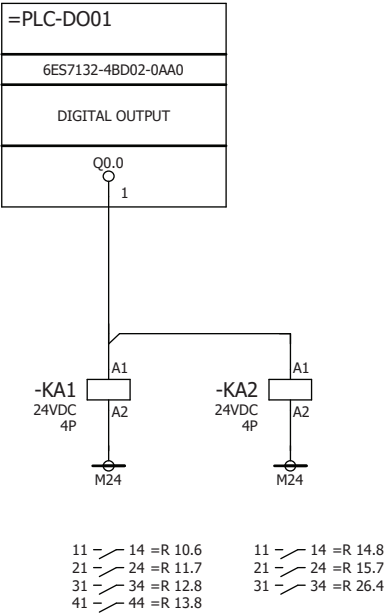 =PLC-DO01
6ES7132-4BD02-0AA0
DIGITAL OUTPUT
Q0.0
1
A1
-KA1
24VDC
A2
4P
M24
A1
-KA2
24VDC
A2
4P
M24
11 14 =R 10.6
21 24 =R 11.7
31 34 =R 12.8
41 44 =R 13.8
11 14 =R 14.8
21 24 =R 15.7
31 34 =R 26.4